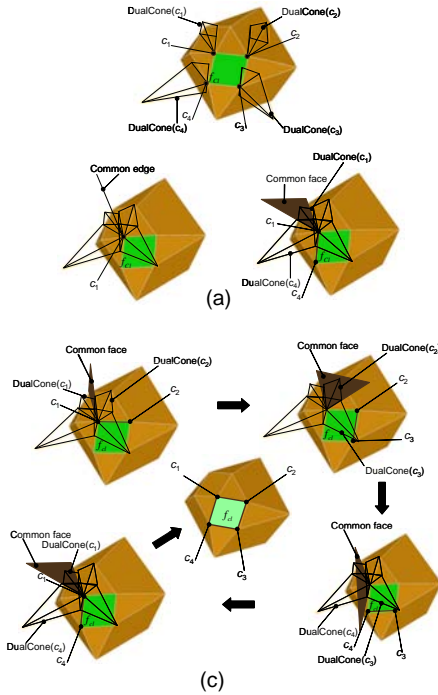 DualCone(c1)
DualCone(c2)
c1
c2
fci
c4
c3
DualCone(c4)
DualCone(c3)
Common edge
c1
fci
DualCone(c1)
Common face
c1
fci
DualCone(c4)
c4
(a)
Common face
DualCone(c2)
DualCone(c1)
c1
c2
fcl
Common face
DualCone(c2)
c2
c3
DualCone(c3)
c1
c2
fcl
c4
c3
Common face
DualCone(c1)
c1
DualCone(c4)
c4
Common face
DualCone(c4)
DualCone(c3)
c3
(c)